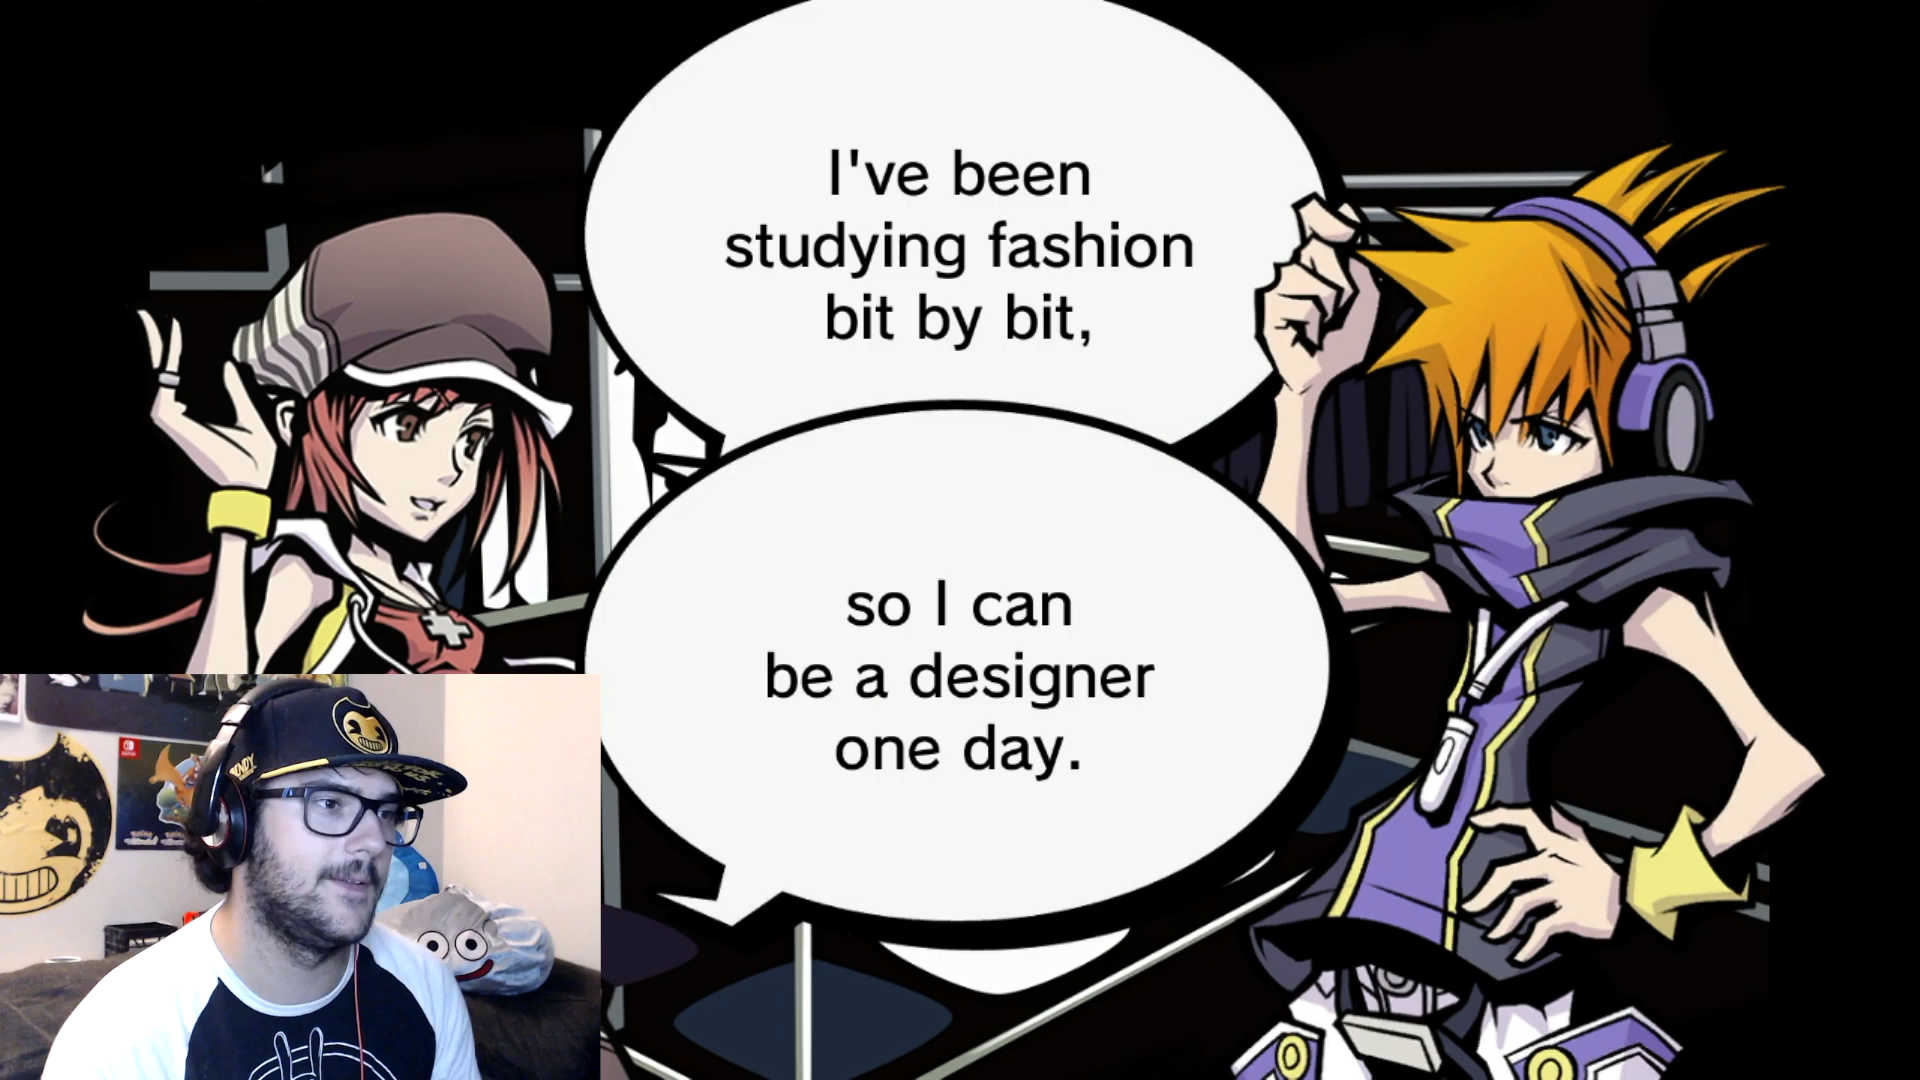 I've been
studying fashion
bit by bit,
so I can
be a designer
one day.